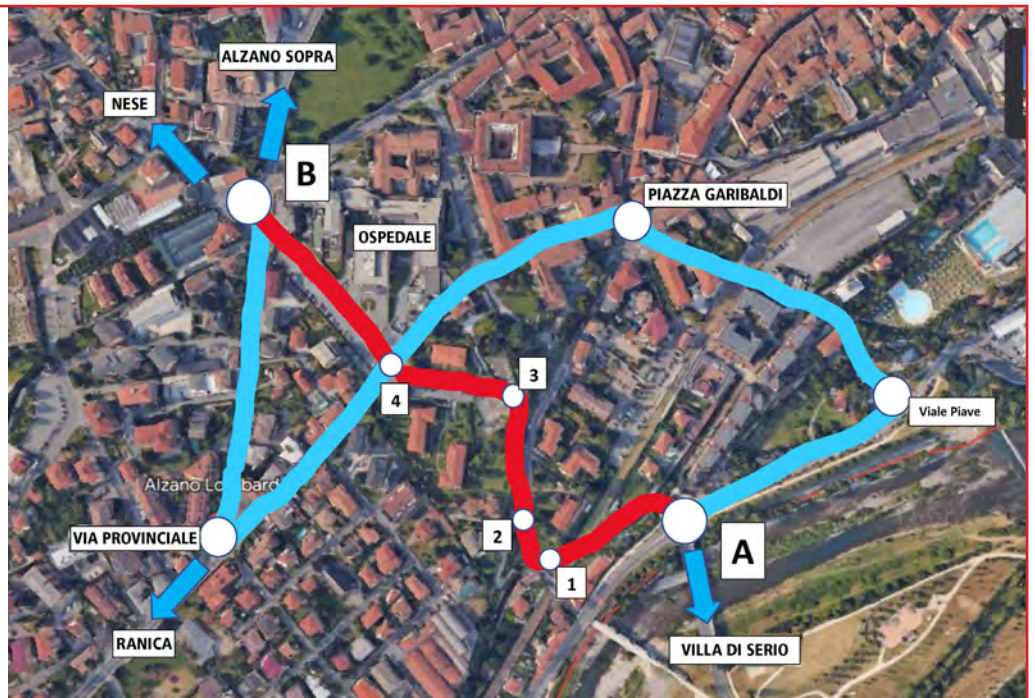 ALZANO SOPRA
NESE
B
PIAZZA GARIBALDI
OSPEDALE
3
4
Viale Piave
Alzano Lombard
VIA PROVINCIALE
2
A
1
RANICA
VILLA DI SERIO